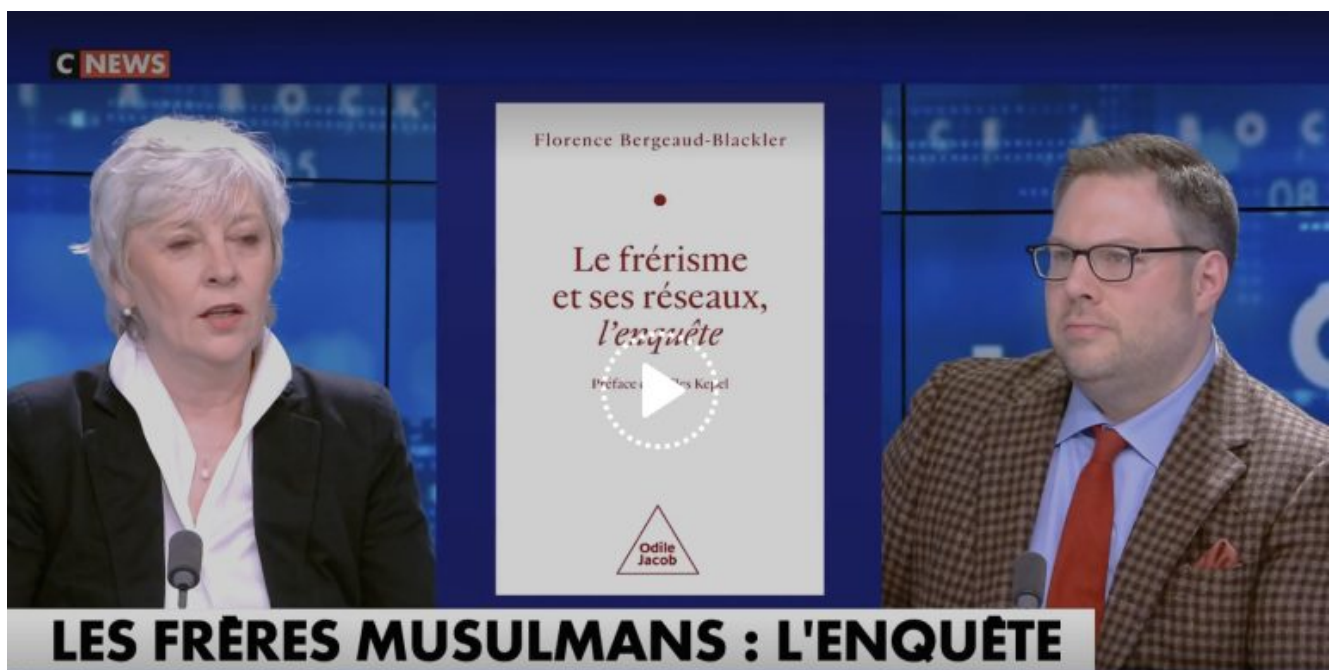 C NEWS
Florence Bergeaud-Blackler
Le frérisme
et ses réseaux,
l'enquête
Préface
Kepel
Odile
Jacob
LES FRÈRES MUSULMANS : L'ENQUÊTE